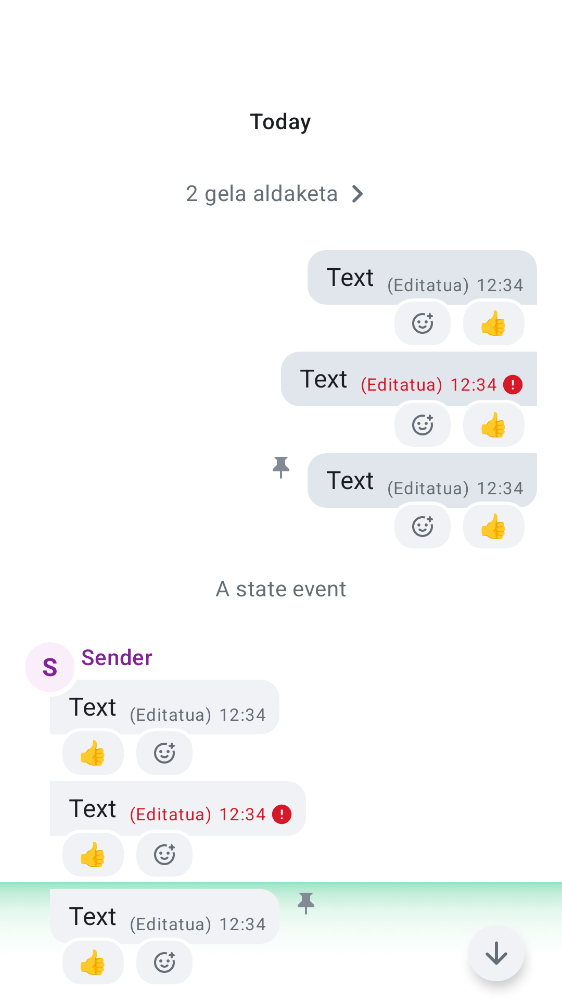 Today
2 gela aldaketa
Text (Editatua) 12:34
👍
Text (Editatua) 12:34
👍
Text (Editatua) 12:34
👍
A state event
S Sender
Text (Editatua) 12:34
👍
Text (Editatua) 12:34
👍
Text (Editatua) 12:34
👍